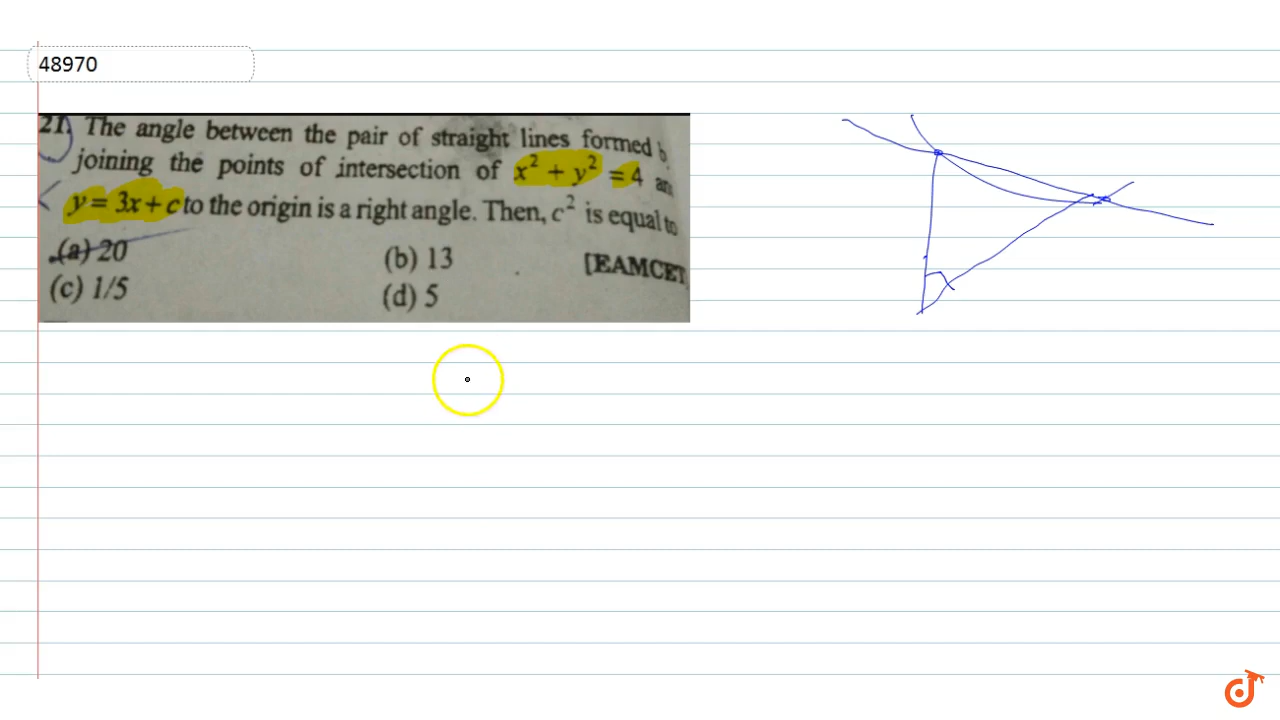 48970
21. The angle between the pair of straight lines formed b
joining the points of intersection of x² + y² = 4 an
y = 3x + c to the origin is a right angle. Then, c² is equal to
(a) 20 (b) 13 [EAMCET
(c) 1/5 (d) 5